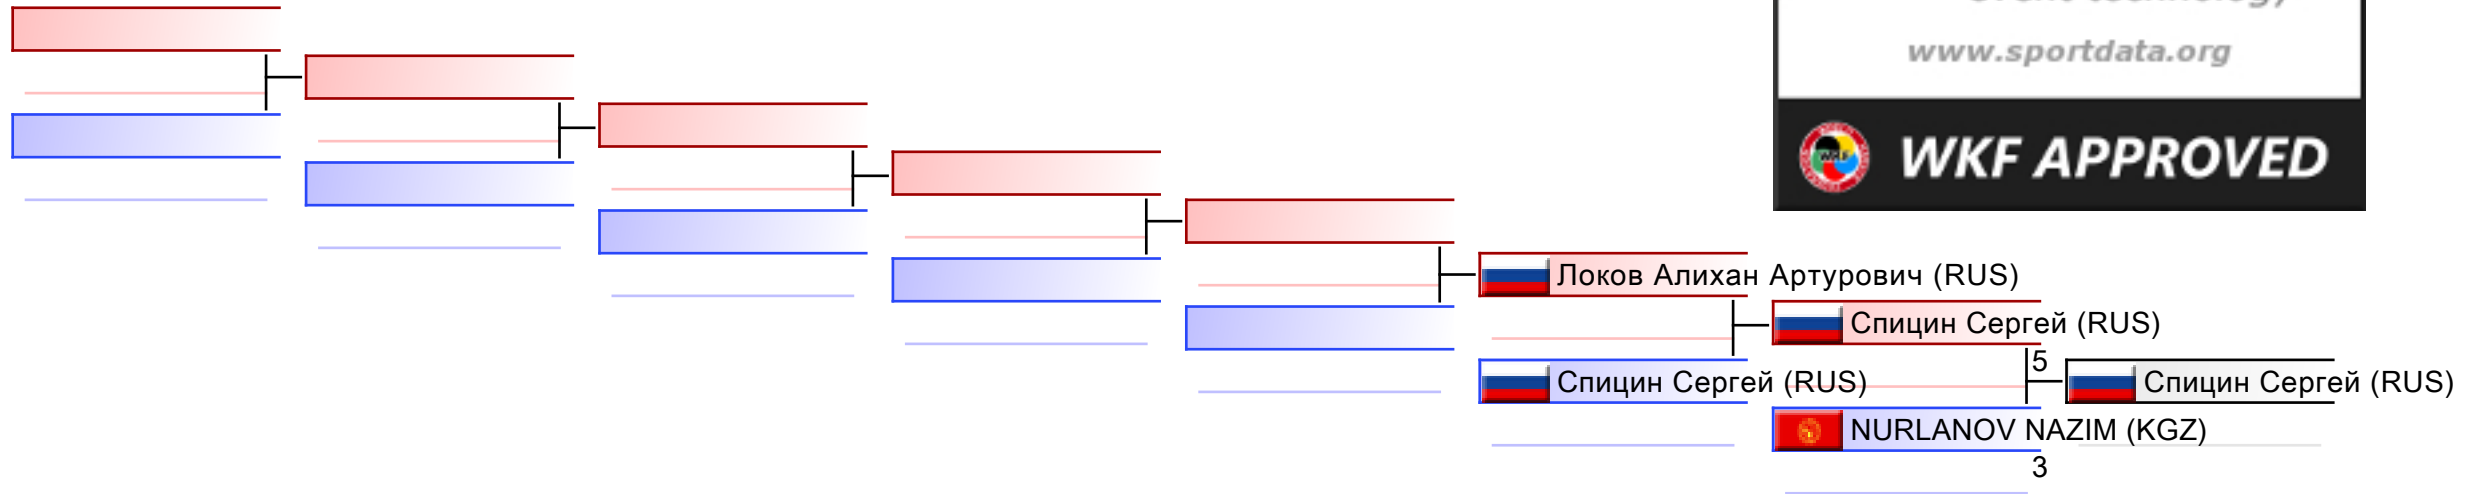 www.sportdata.org
WKF APPROVED
Локов Алихан Артурович (RUS)
Спицин Сергей (RUS)
5
Спицин Сергей (RUS)
Спицин Сергей (RUS)
NURLANOV NAZIM (KGZ)
3